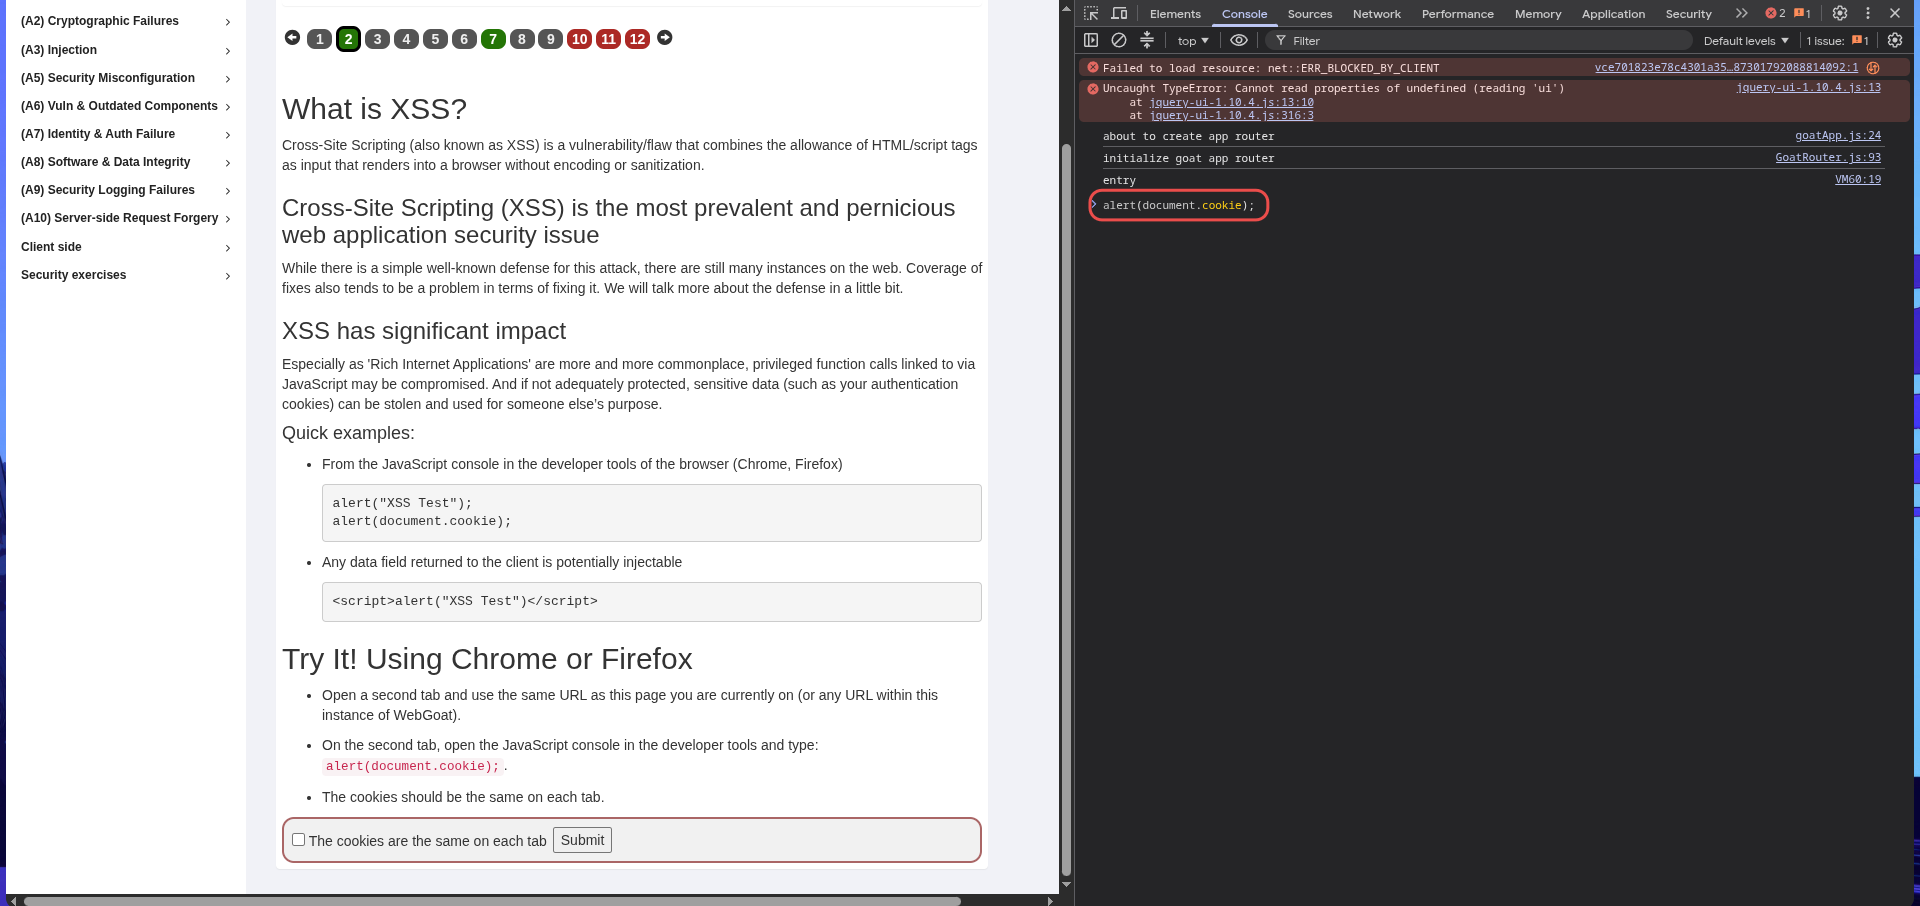 (A2) Cryptographic Failures
(A3) Injection
(A5) Security Misconfiguration
(A6) Vuln & Outdated Components
(A7) Identity & Auth Failure
(A8) Software & Data Integrity
(A9) Security Logging Failures
(A10) Server-side Request Forgery
Client side
Security exercises
1 2 3 4 5 6 7 8 9 10 11 12
What is XSS?
Cross-Site Scripting (also known as XSS) is a vulnerability/flaw that combines the allowance of HTML/script tags
as input that renders into a browser without encoding or sanitization.
Cross-Site Scripting (XSS) is the most prevalent and pernicious
web application security issue
While there is a simple well-known defense for this attack, there are still many instances on the web. Coverage of
fixes also tends to be a problem in terms of fixing it. We will talk more about the defense in a little bit.
XSS has significant impact
Especially as 'Rich Internet Applications' are more and more commonplace, privileged function calls linked to via
JavaScript may be compromised. And if not adequately protected, sensitive data (such as your authentication
cookies) can be stolen and used for someone else's purpose.
Quick examples:
• From the JavaScript console in the developer tools of the browser (Chrome, Firefox)
alert("XSS Test");
alert(document.cookie);
• Any data field returned to the client is potentially injectable
<script>alert("XSS Test")</script>
Try It! Using Chrome or Firefox
• Open a second tab and use the same URL as this page you are currently on (or any URL within this
instance of WebGoat).
• On the second tab, open the JavaScript console in the developer tools and type:
alert(document.cookie); .
• The cookies should be the same on each tab.
The cookies are the same on each tab Submit
Elements Console Sources Network Performance Memory Application Security 2 1
top Filter Default levels 1 issue: 1
Failed to load resource: net::ERR_BLOCKED_BY_CLIENT vce701823e78c4301a35…87301792088814092:1
Uncaught TypeError: Cannot read properties of undefined (reading 'ui') jquery-ui-1.10.4.js:13
at jquery-ui-1.10.4.js:13:10
at jquery-ui-1.10.4.js:316:3
about to create app router goatApp.js:24
initialize goat app router GoatRouter.js:93
entry VM60:19
alert(document.cookie);